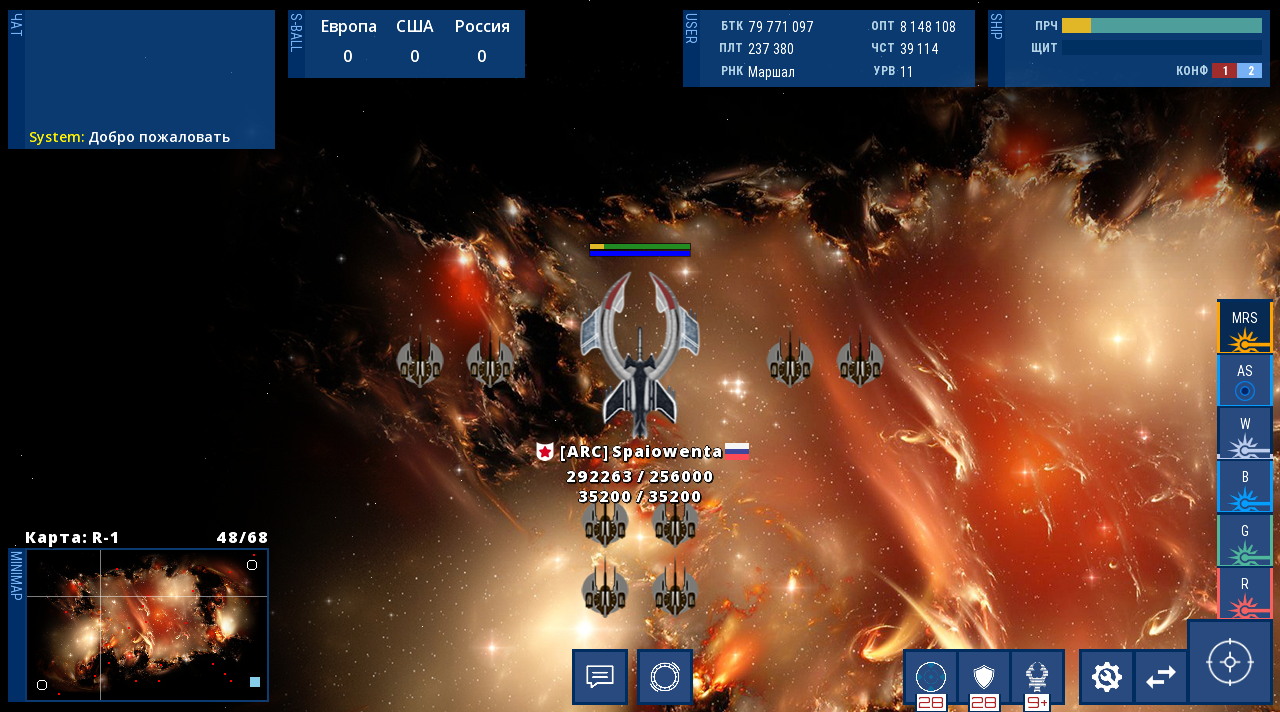 ЧАТ
System: Добро пожаловать
S-BALL
Европа США Россия
0 0 0
USER
БТК 79 771 097 ОПТ 8 148 108
ПЛТ 237 380 ЧСТ 39 114
РНК Маршал УРВ 11
SHIP
ПРЧ
ЩИТ
КОНФ 1 2
[ARC] Spaiowenta
292263 / 256000
35200 / 35200
MRS
AS
W
B
G
R
Карта: R-1 48/68
MINIMAP
28 28 9+